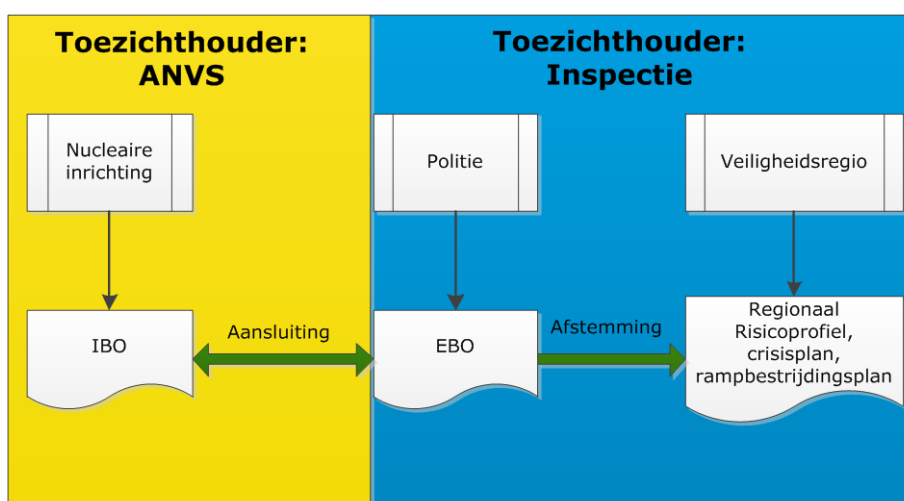 Toezichthouder:
ANVS
Toezichthouder:
Inspectie
Nucleaire
inrichting
Politie
Veiligheidsregio
IBO
Aansluiting
EBO
Afstemming
Regionaal
Risicoprofiel,
crisisplan,
rampbestrijdingsplan